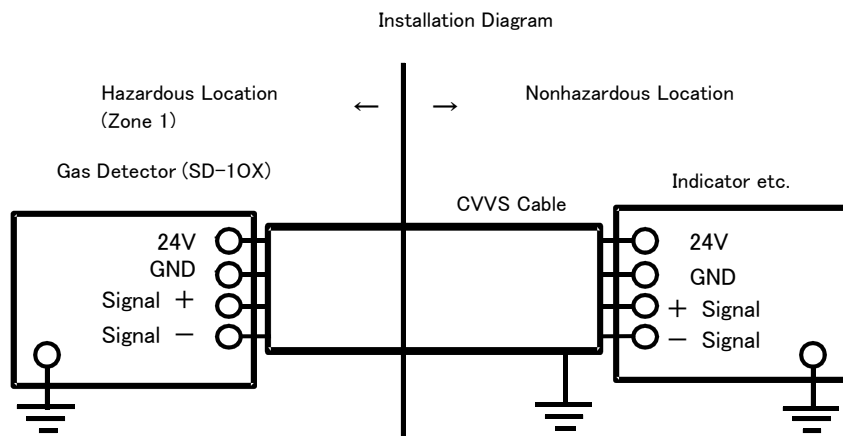 Installation Diagram
Hazardous Location
(Zone 1)
← →
Nonhazardous Location
Gas Detector (SD-1OX)
CVVS Cable
Indicator etc.
24V
GND
Signal +
Signal −
24V
GND
+ Signal
− Signal